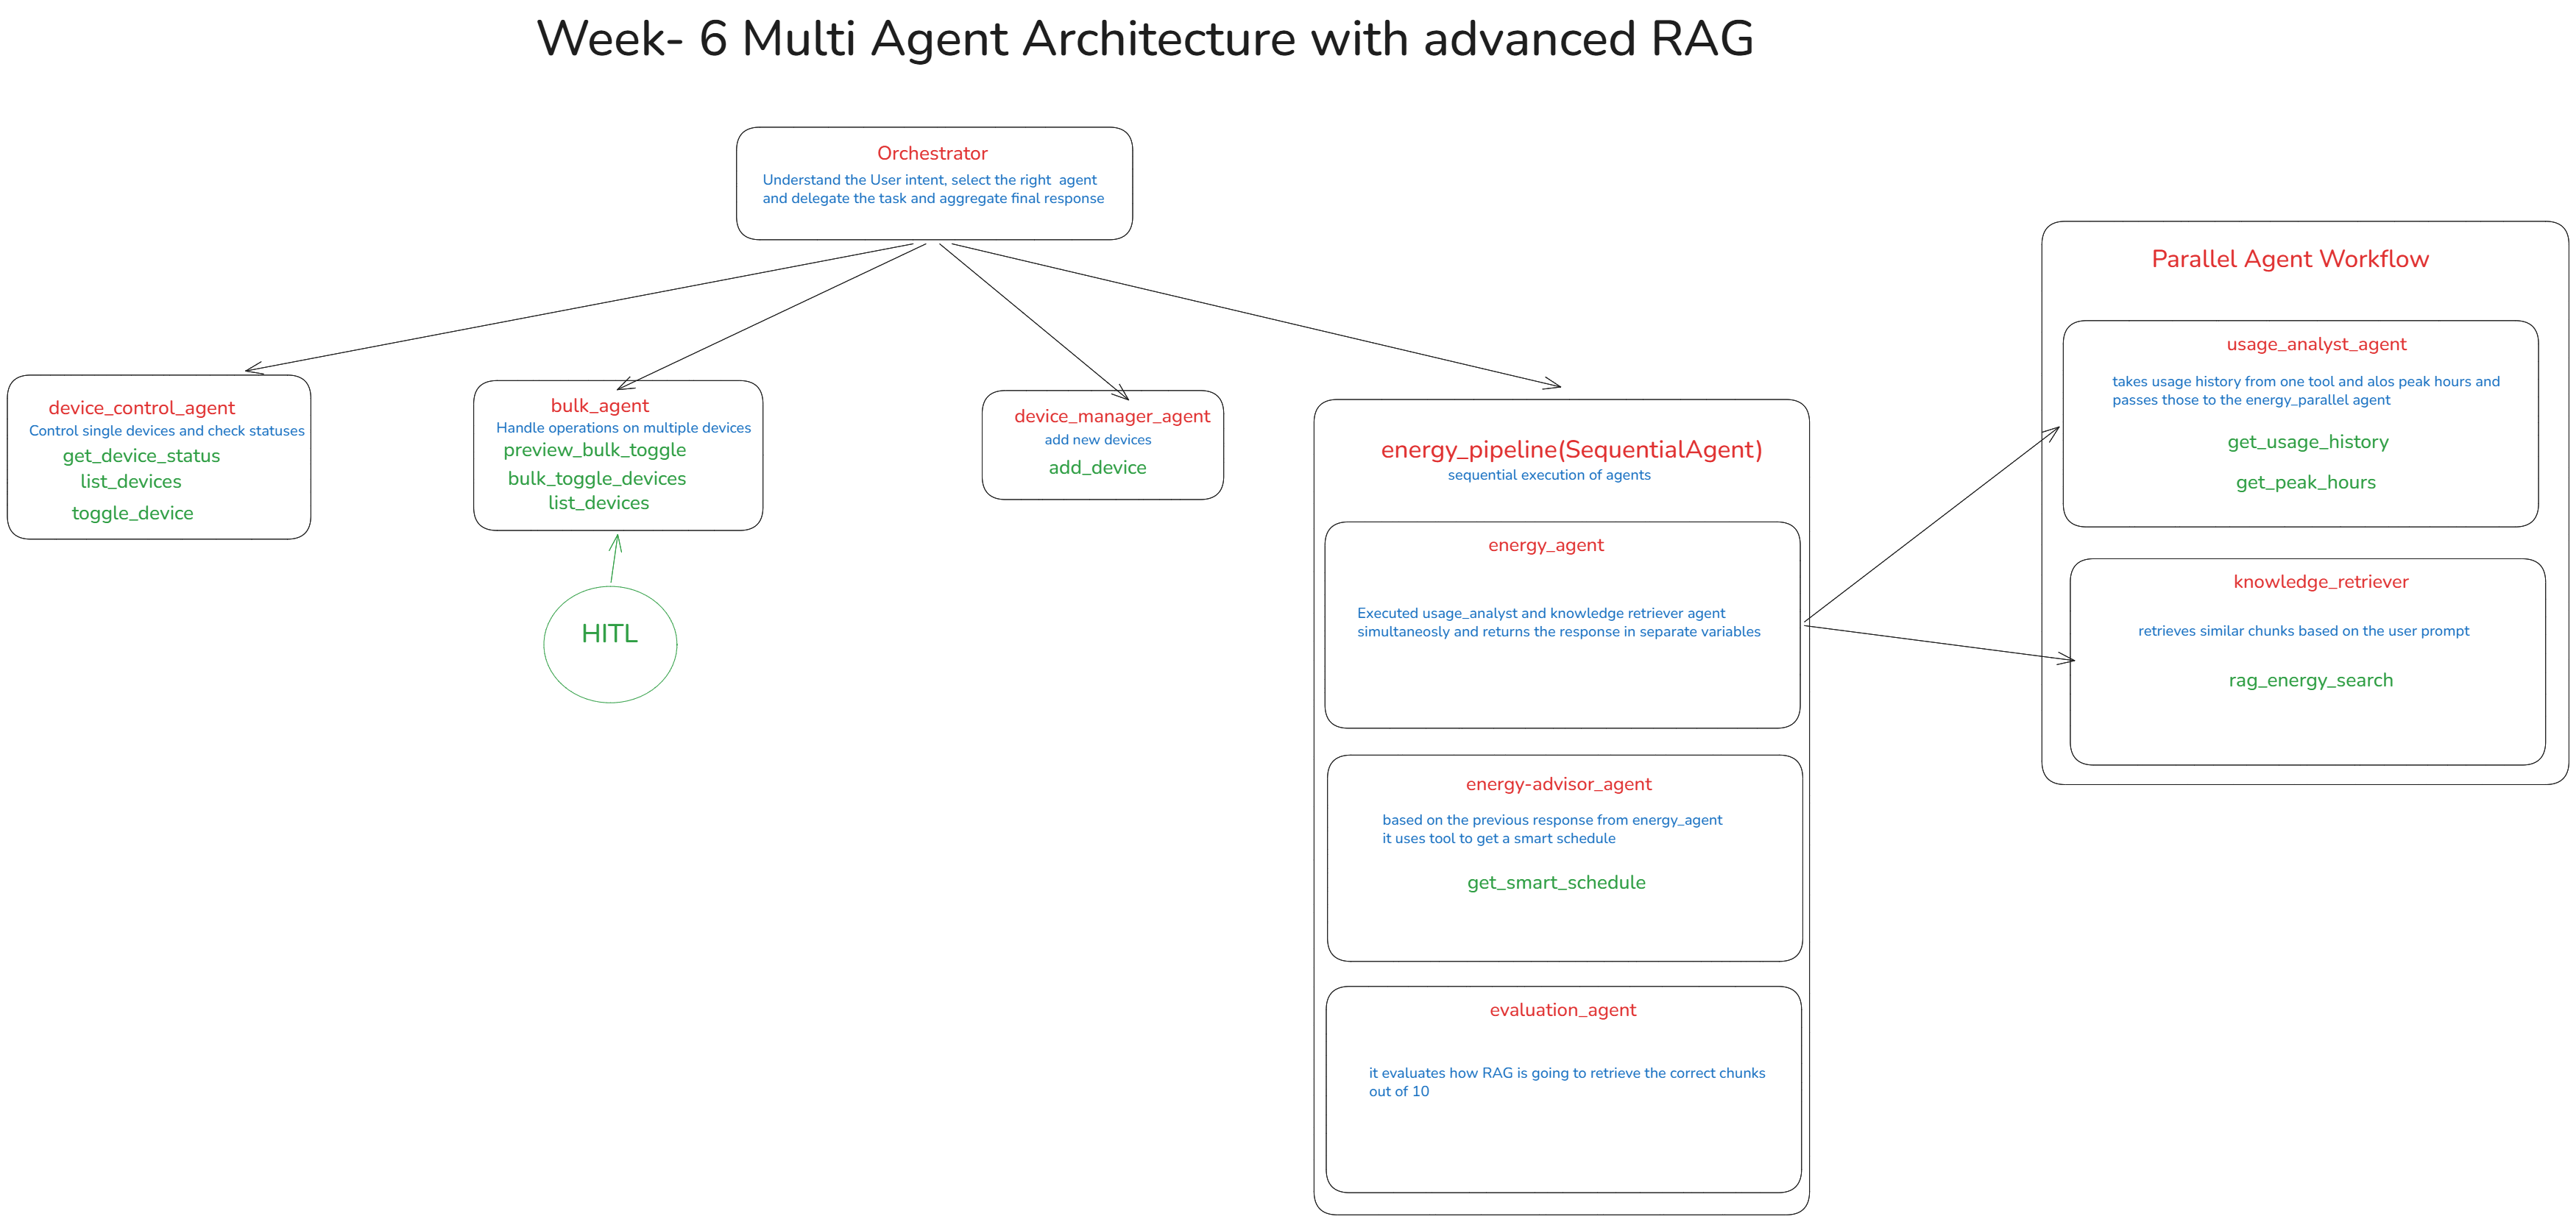 Week- 6 Multi Agent Architecture with advanced RAG
Orchestrator
Understand the User intent, select the right  agent
and delegate the task and aggregate final response
device_control_agent
Control single devices and check statuses
get_device_status
list_devices
toggle_device
bulk_agent
Handle operations on multiple devices
preview_bulk_toggle
bulk_toggle_devices
list_devices
HITL
device_manager_agent
add new devices
add_device
energy_pipeline(SequentialAgent)
sequential execution of agents
energy_agent
Executed usage_analyst and knowledge retriever agent
simultaneosly and returns the response in separate variables
energy-advisor_agent
based on the previous response from energy_agent
it uses tool to get a smart schedule
get_smart_schedule
evaluation_agent
it evaluates how RAG is going to retrieve the correct chunks
out of 10
Parallel Agent Workflow
usage_analyst_agent
takes usage history from one tool and alos peak hours and
passes those to the energy_parallel agent
get_usage_history
get_peak_hours
knowledge_retriever
retrieves similar chunks based on the user prompt
rag_energy_search